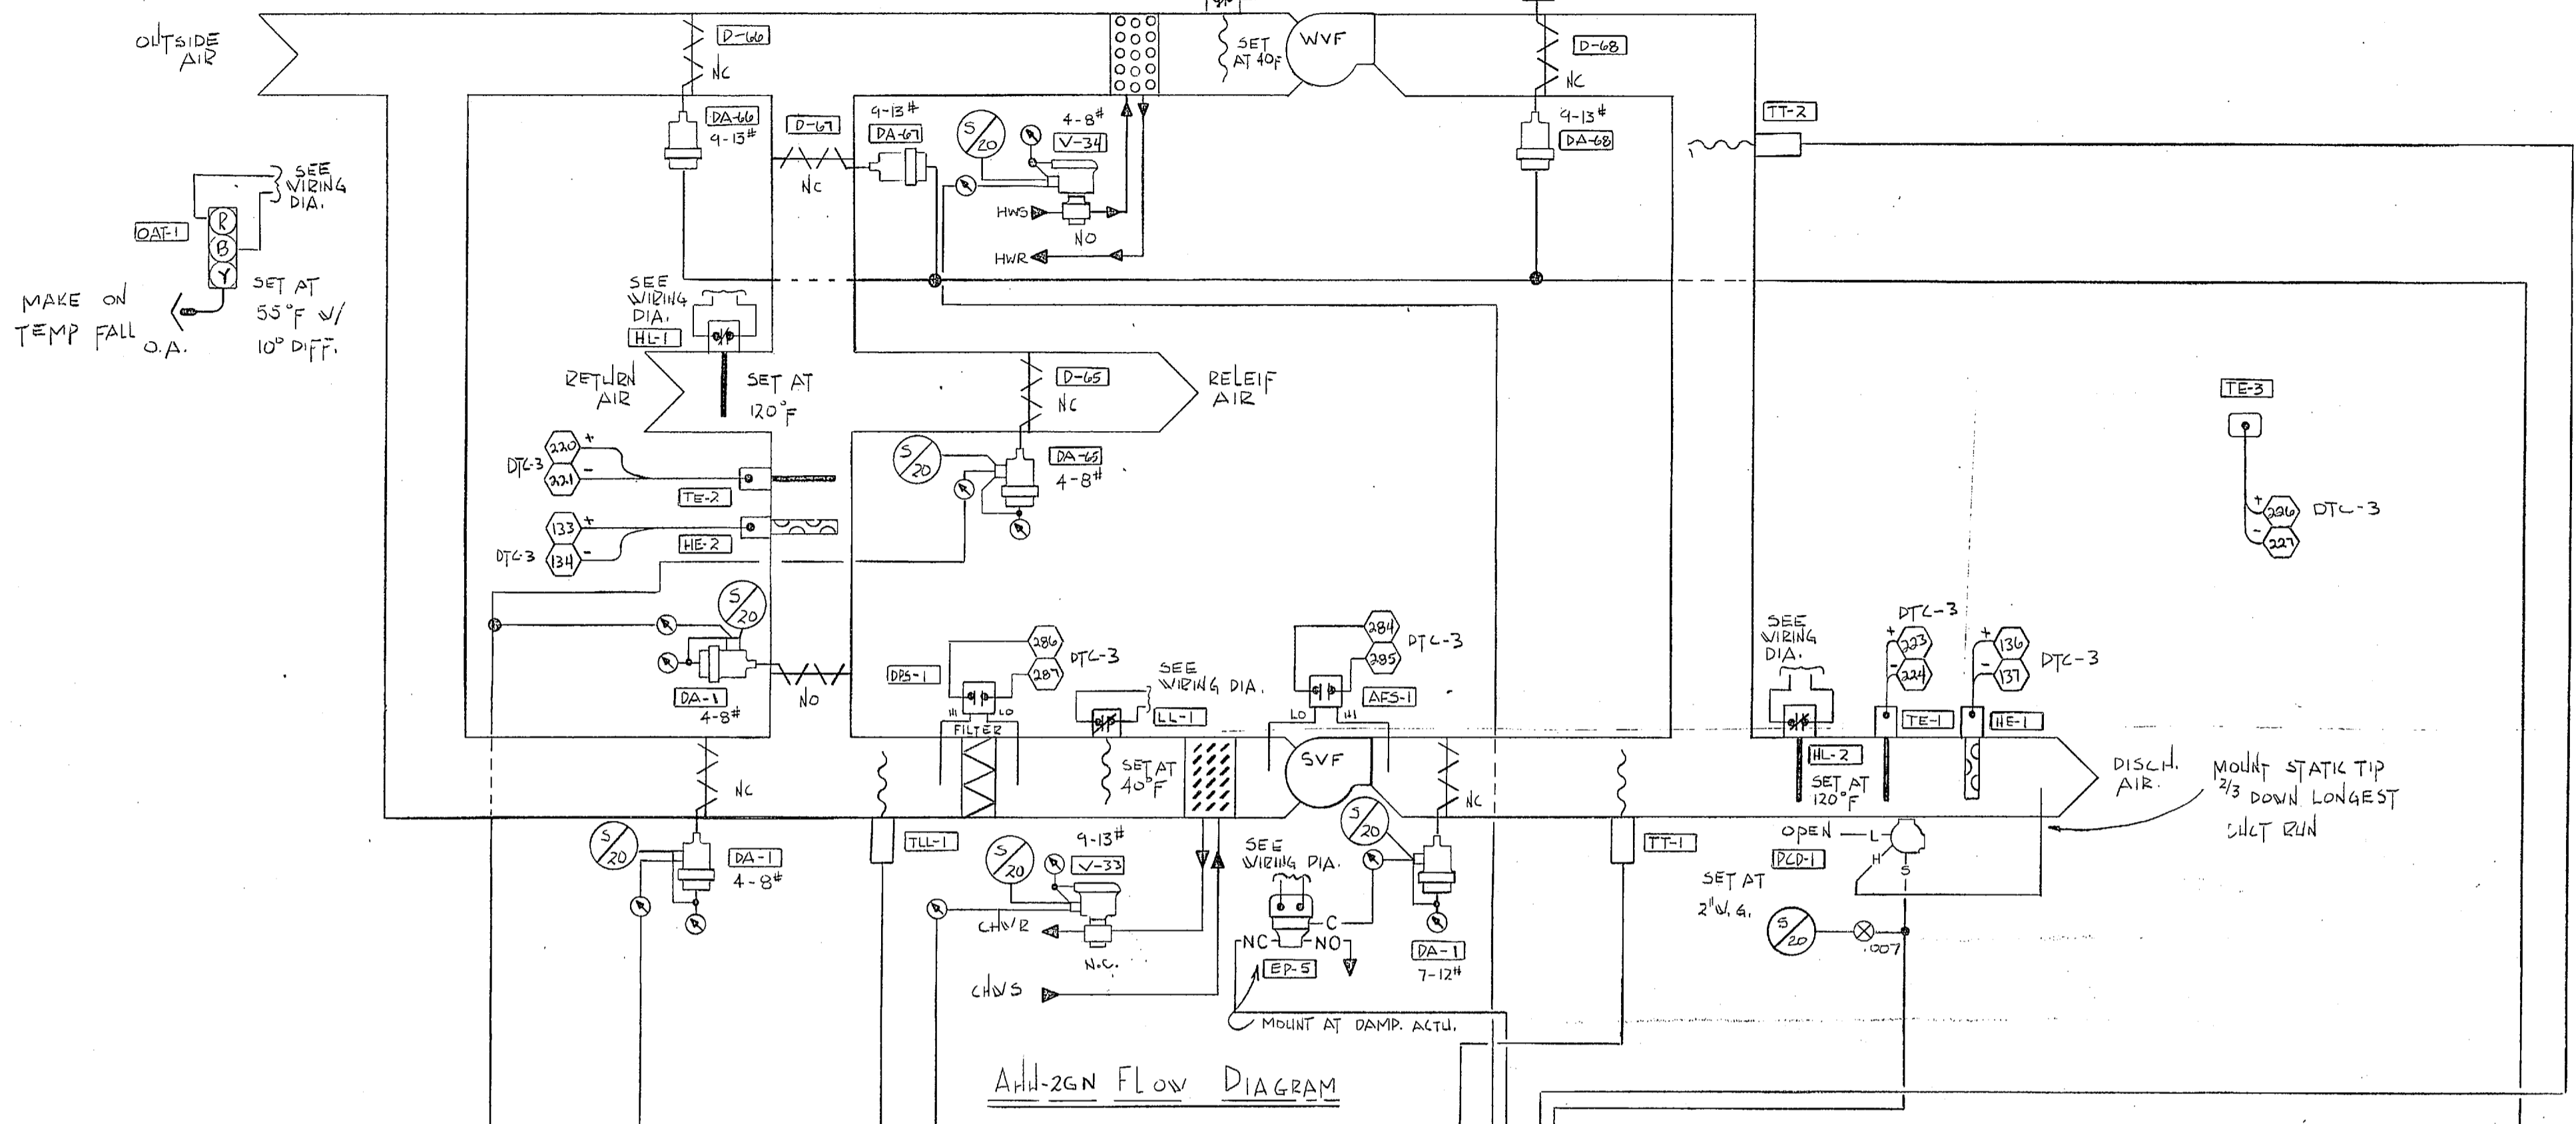 OUTSIDE
AIR
D-66
NC
DA-66
9-13#
D-67
NC
9-13#
DA-67
S/20
4-8#
V-34
HWS
NO
HWR
SET
AT 40F
WVF
D-68
NC
9-13#
DA-68
TT-2
SEE
WIRING
DIA.
OAT-1
R
B
Y
SET AT
55°F W/
10° DIFF.
MAKE ON
TEMP FALL
O.A.
SEE
WIRING
DIA.
HL-1
RETURN
AIR
SET AT
120°F
D-65
NC
RELEIF
AIR
S/20
DA-65
4-8#
220 +
DTC-3
221 -
TE-2
133 +
DTC-3
134 -
HE-2
S/20
DA-1
4-8#
NO
TE-3
+ 226 DTC-3
- 227
DPS-1
286
287
DTC-3
HI LO
FILTER
SEE
WIRING DIA.
LL-1
SET AT
40°F
284
285
DTC-3
AFS-1
LO HI
SVF
NC
NC
SEE
WIRING
DIA.
HL-2
SET AT
120°F
DTC-3
+ 223
- 224
TE-1
+ 136
- 137
DTC-3
HE-1
DISCH.
AIR.
MOUNT STATIC TIP
2/3 DOWN LONGEST
DUCT RUN
S/20
DA-1
4-8#
TLL-1
S/20
9-13#
V-33
CHWR
N.C.
CHWS
SEE
WIRING DIA.
S/20
C
NC NO
EP-5
DA-1
7-12#
MOUNT AT DAMP. ACTU.
TT-1
OPEN L
PCD-1
H
S
SET AT
2" W.G.
S/20
.007
AHU-2GN FLOW DIAGRAM